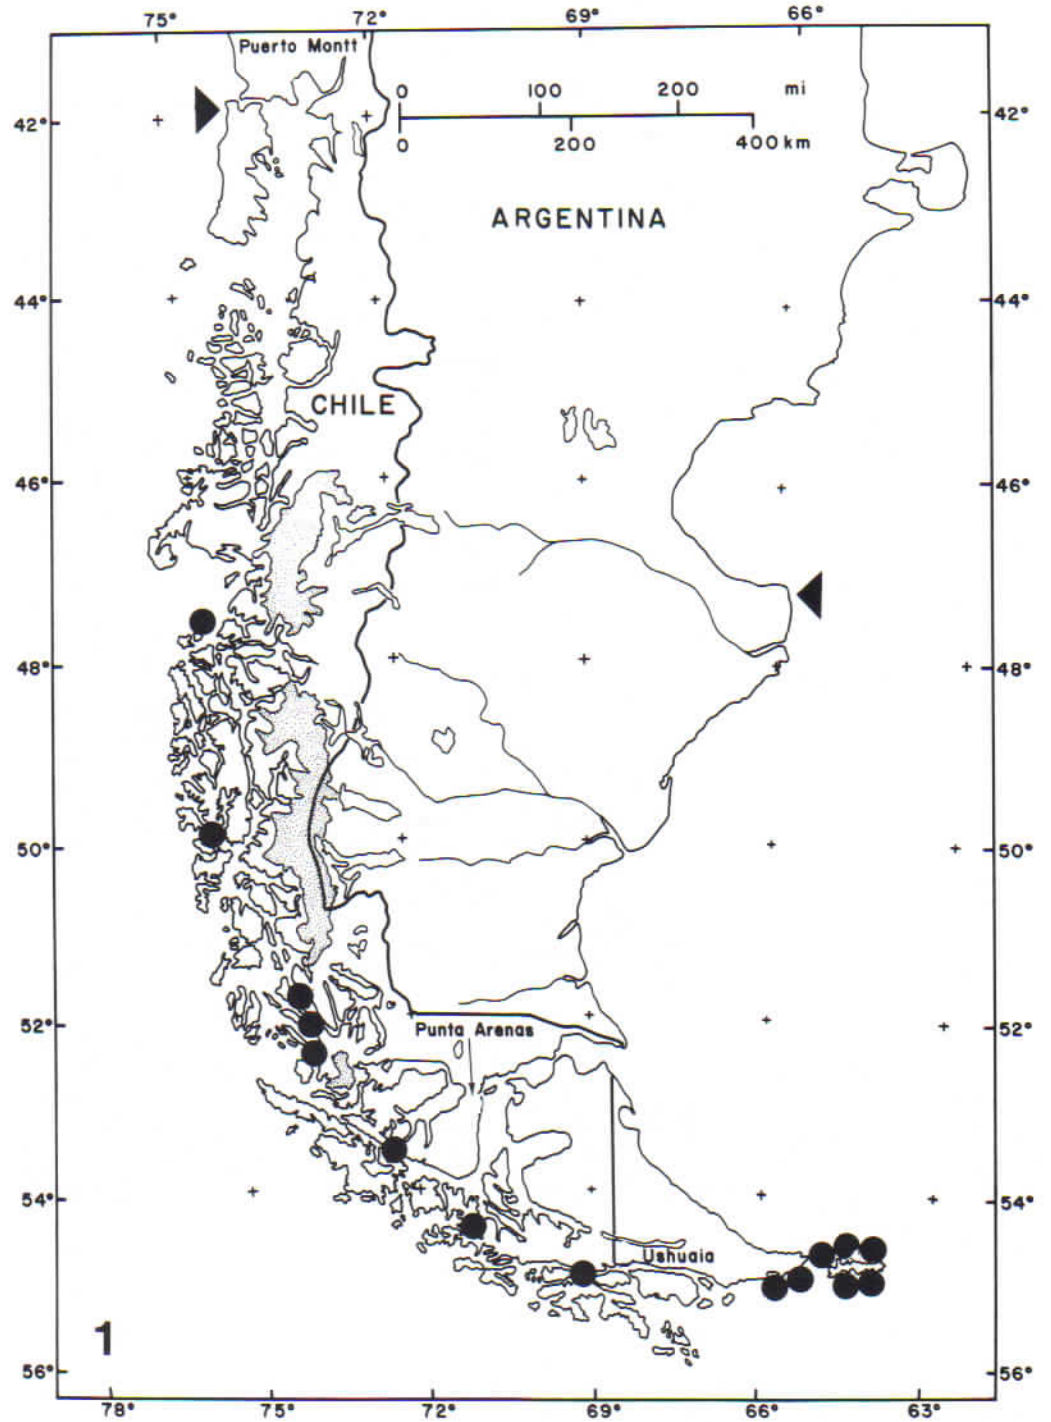 75° 72° 69° 66°
Puerto Montt
0 100 200 mi
0 200 400 km
42° 42°
ARGENTINA
44° 44°
CHILE
46° 46°
48° 48°
50° 50°
52° 52°
Punta Arenas
54° 54°
Ushuaia
1
56° 56°
78° 75° 72° 69° 66° 63°